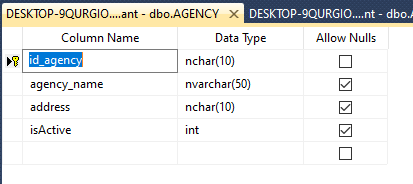 DESKTOP-9QURGIO....ant - dbo.AGENCY DESKTOP-9QURGIO....nt - dbo.AG
Column Name Data Type Allow Nulls
id_agency nchar(10)
agency_name nvarchar(50)
address nchar(10)
isActive int